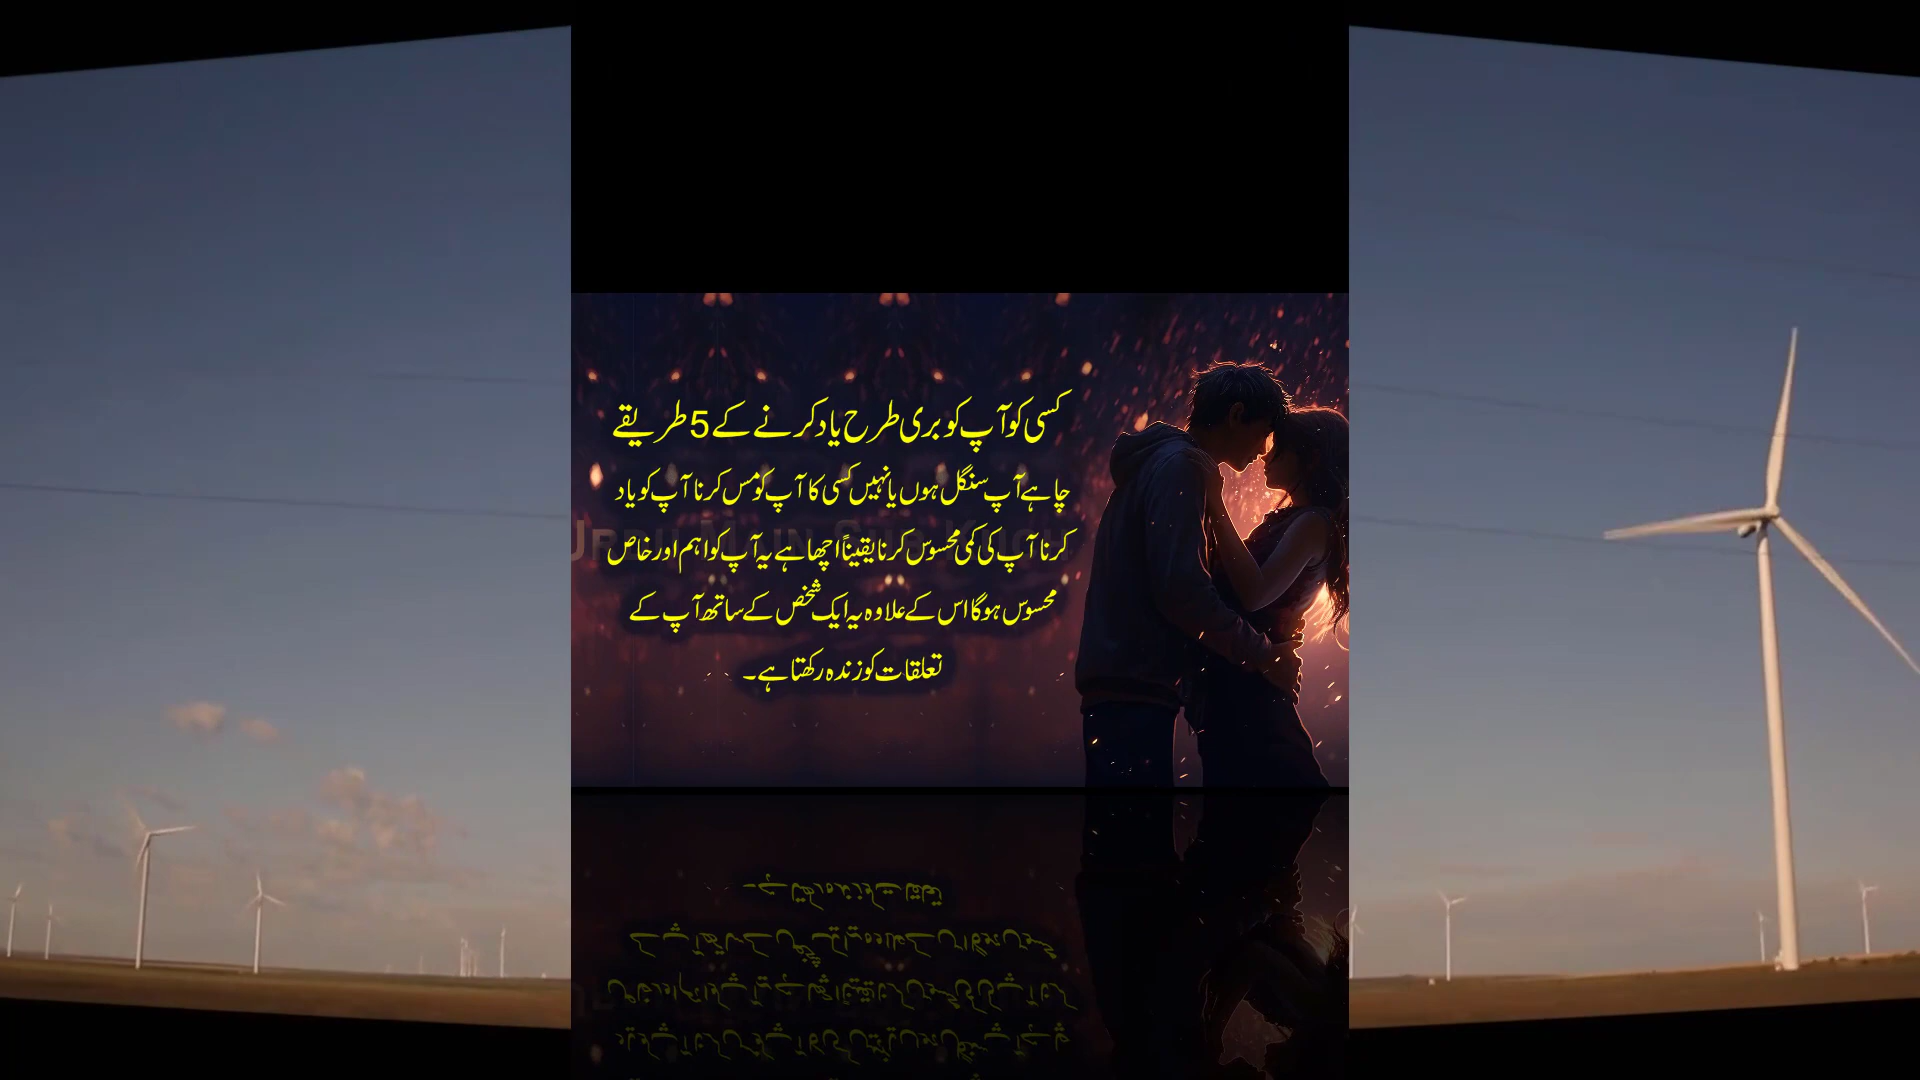 کسی کو آپ کو بری طرح یاد کرنے کے 5 طریقے
چاہے آپ سنگل ہوں یا نہیں کسی کا آپ کو مس کرنا آپ کو یاد
کرنا آپ کی کمی محسوس کرنا یقیناً اچھا ہے یہ آپ کو اہم اور خاص
محسوس ہوگا اس کے علاوہ یہ ایک شخص کے ساتھ آپ کے
تعلقات کو زندہ رکھتا ہے۔